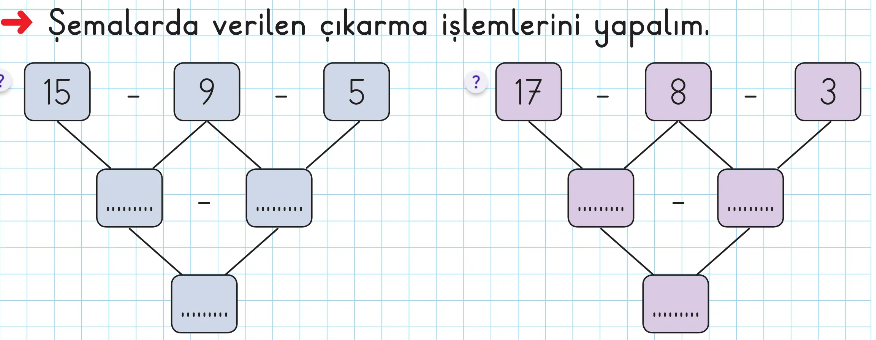 Şemalarda verilen çıkarma işlemlerini yapalım.
? 15 - 9 - 5 ? 17 - 8 - 3
......... - ......... ......... - .........
......... .........